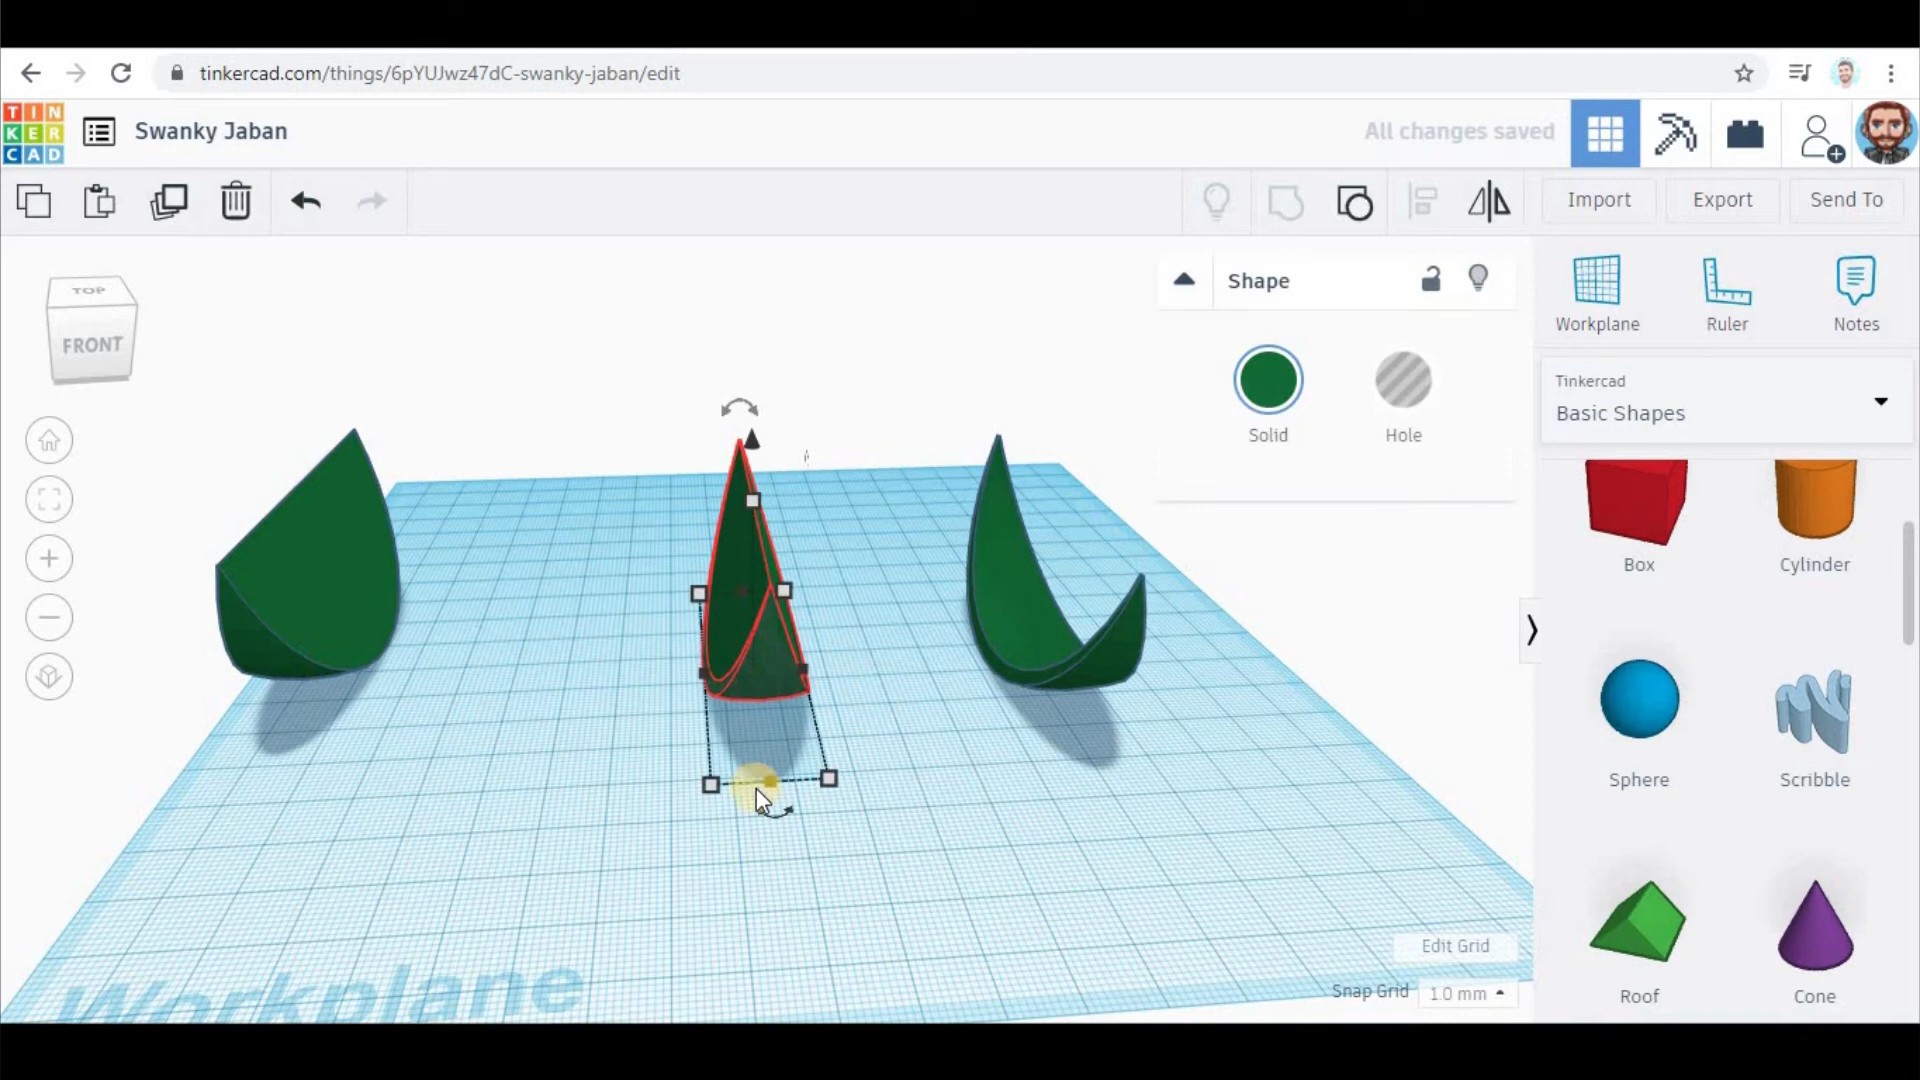 tinkercad.com/things/6pYUJwz47dC-swanky-jaban/edit
TIN
KER
CAD
Swanky Jaban
All changes saved
Import
Export
Send To
TOP
FRONT
Shape
Solid
Hole
Workplane
Ruler
Notes
Tinkercad
Basic Shapes
Box
Cylinder
Sphere
Scribble
Roof
Cone
Edit Grid
Snap Grid 1.0 mm
Workplane